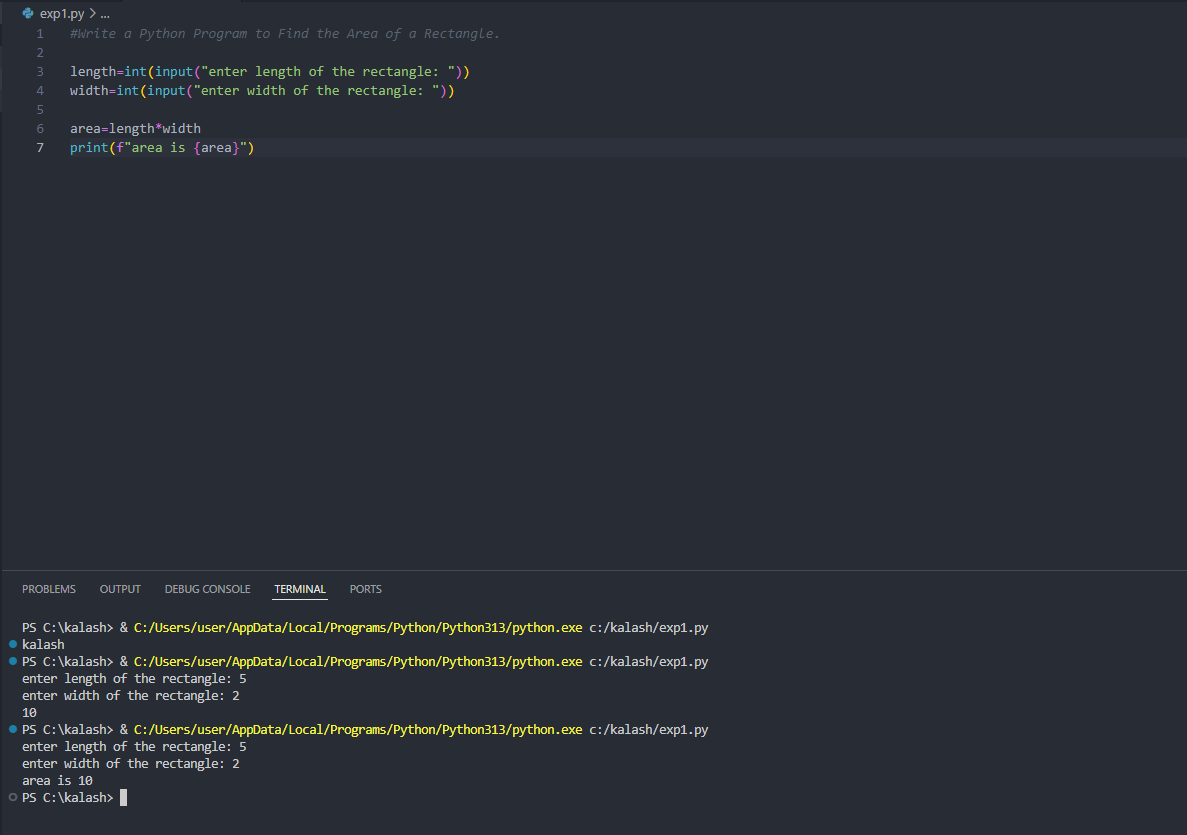 exp1.py > ...
1 #Write a Python Program to Find the Area of a Rectangle.
2
3 length=int(input("enter length of the rectangle: "))
4 width=int(input("enter width of the rectangle: "))
5
6 area=length*width
7 print(f"area is {area}")
PROBLEMS OUTPUT DEBUG CONSOLE TERMINAL PORTS
PS C:\kalash> & C:/Users/user/AppData/Local/Programs/Python/Python313/python.exe c:/kalash/exp1.py
kalash
PS C:\kalash> & C:/Users/user/AppData/Local/Programs/Python/Python313/python.exe c:/kalash/exp1.py
enter length of the rectangle: 5
enter width of the rectangle: 2
10
PS C:\kalash> & C:/Users/user/AppData/Local/Programs/Python/Python313/python.exe c:/kalash/exp1.py
enter length of the rectangle: 5
enter width of the rectangle: 2
area is 10
PS C:\kalash>